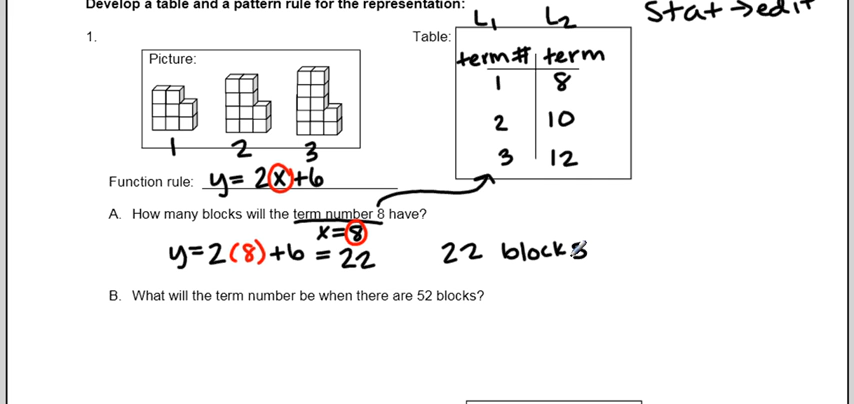 Develop a table and a pattern rule for the representation:
Stat →edit
L1 L2
1.
Table:
Picture:
term# term
1 8
2 10
3 12
1 2 3
Function rule: y= 2x+6
A. How many blocks will the term number 8 have?
x=8
y=2(8)+6 = 22 22 blocks
B. What will the term number be when there are 52 blocks?